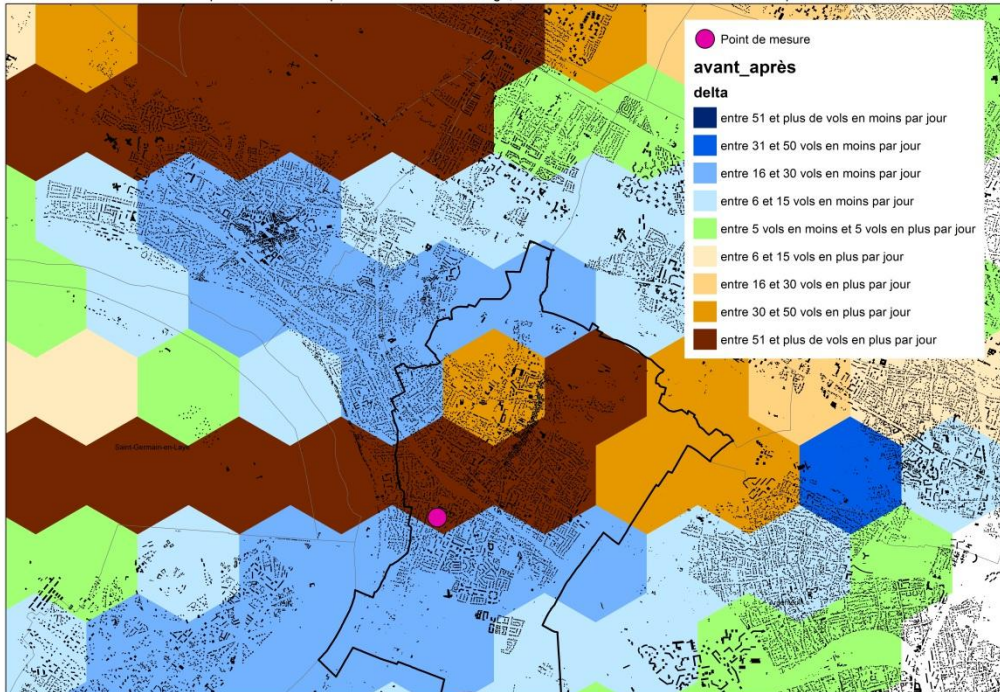 Point de mesure
avant_après
delta
entre 51 et plus de vols en moins par jour
entre 31 et 50 vols en moins par jour
entre 16 et 30 vols en moins par jour
entre 6 et 15 vols en moins par jour
entre 5 vols en moins et 5 vols en plus par jour
entre 6 et 15 vols en plus par jour
entre 16 et 30 vols en plus par jour
entre 30 et 50 vols en plus par jour
entre 51 et plus de vols en plus par jour
Saint-Germain-en-Laye